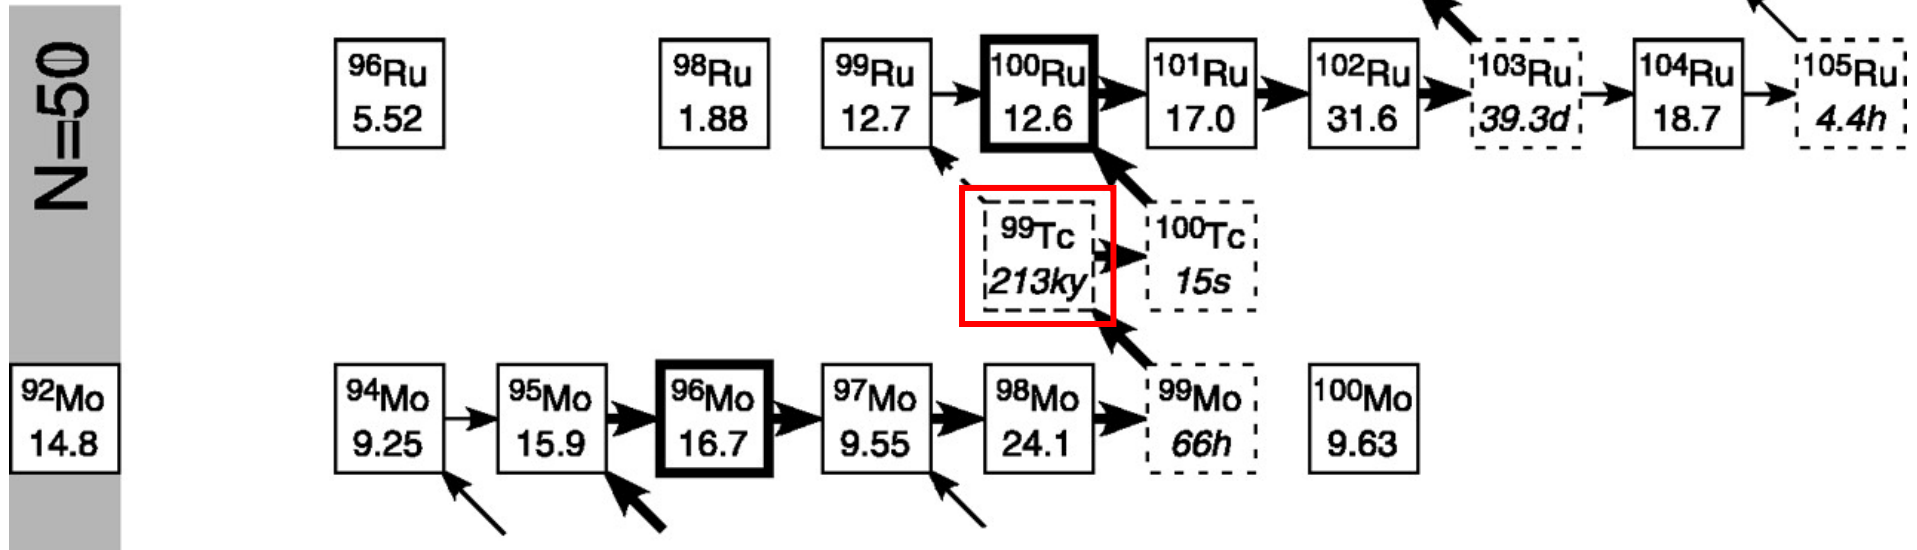 N=50
⁹⁶Ru
5.52
⁹⁸Ru
1.88
⁹⁹Ru
12.7
¹⁰⁰Ru
12.6
¹⁰¹Ru
17.0
¹⁰²Ru
31.6
¹⁰³Ru
39.3d
¹⁰⁴Ru
18.7
¹⁰⁵Ru
4.4h
⁹⁹Tc
213ky
¹⁰⁰Tc
15s
⁹²Mo
14.8
⁹⁴Mo
9.25
⁹⁵Mo
15.9
⁹⁶Mo
16.7
⁹⁷Mo
9.55
⁹⁸Mo
24.1
⁹⁹Mo
66h
¹⁰⁰Mo
9.63